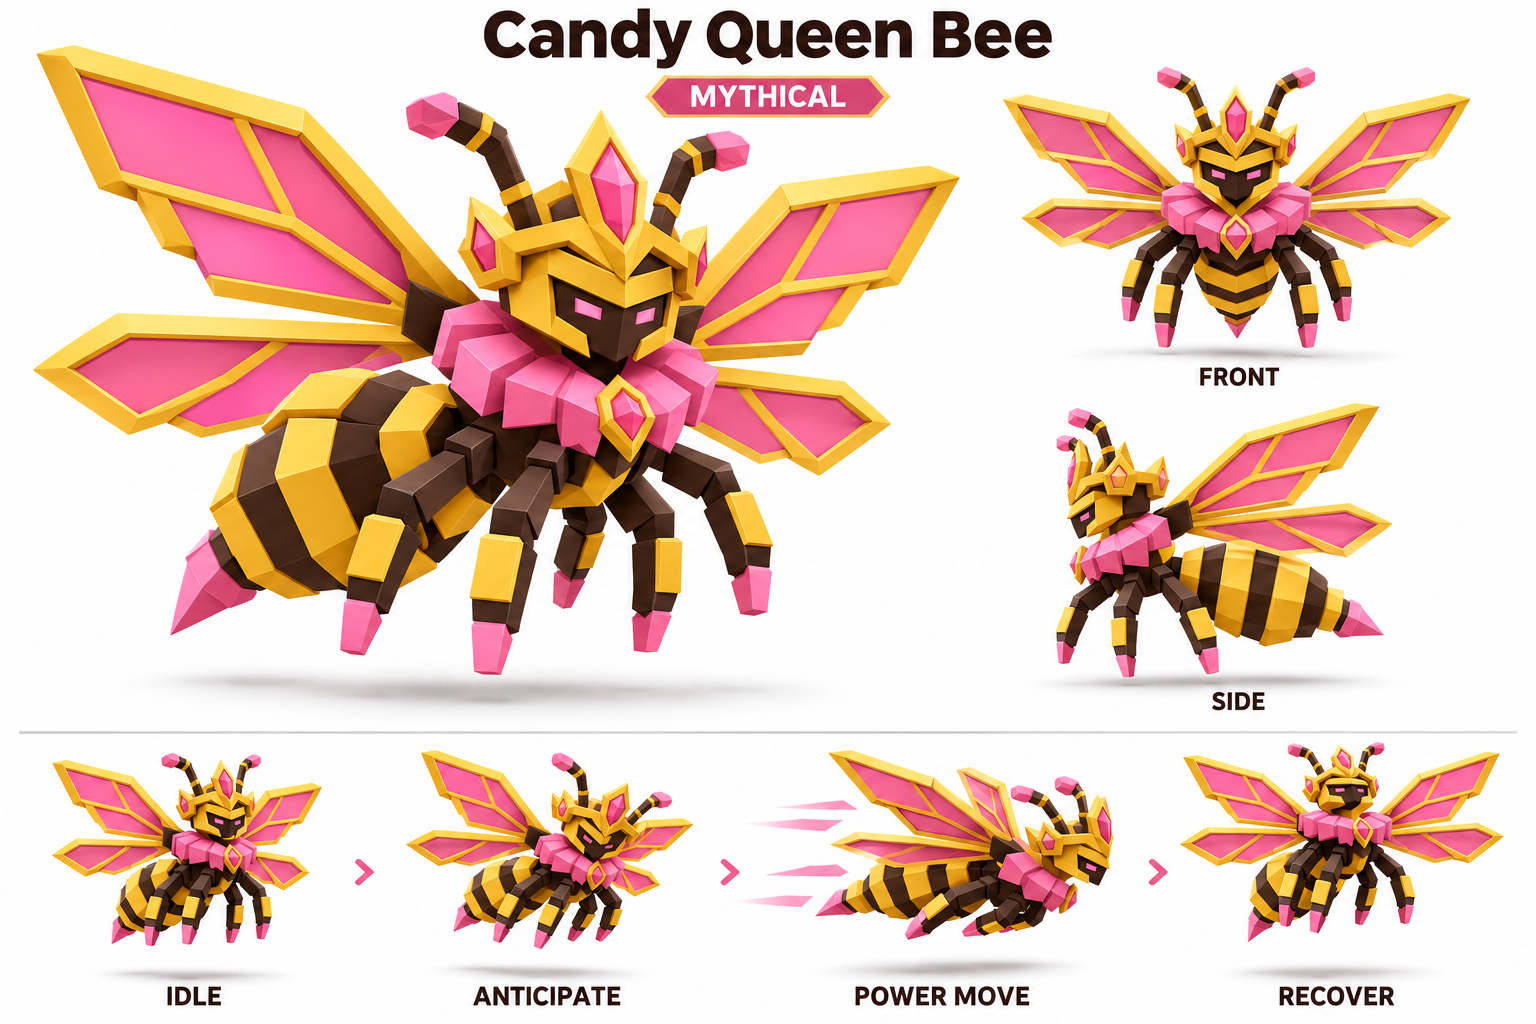 Candy Queen Bee
MYTHICAL
FRONT
SIDE
IDLE
ANTICIPATE
POWER MOVE
RECOVER